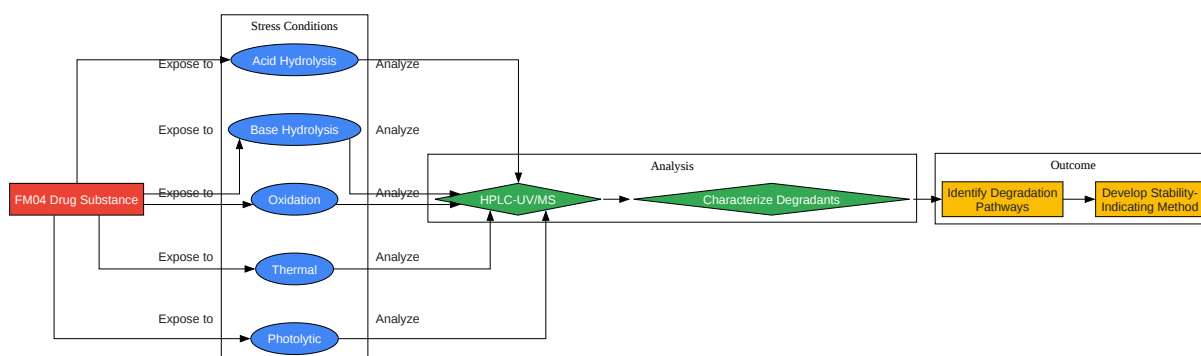 Stress Conditions
Expose to
Acid Hydrolysis
Analyze
Expose to
Base Hydrolysis
Analyze
Analysis
Outcome
FM04 Drug Substance
Expose to
Oxidation
Analyze
HPLC-UV/MS
Characterize Degradants
Identify Degradation
Pathways
Develop Stability-
Indicating Method
Expose to
Thermal
Analyze
Expose to
Photolytic
Analyze